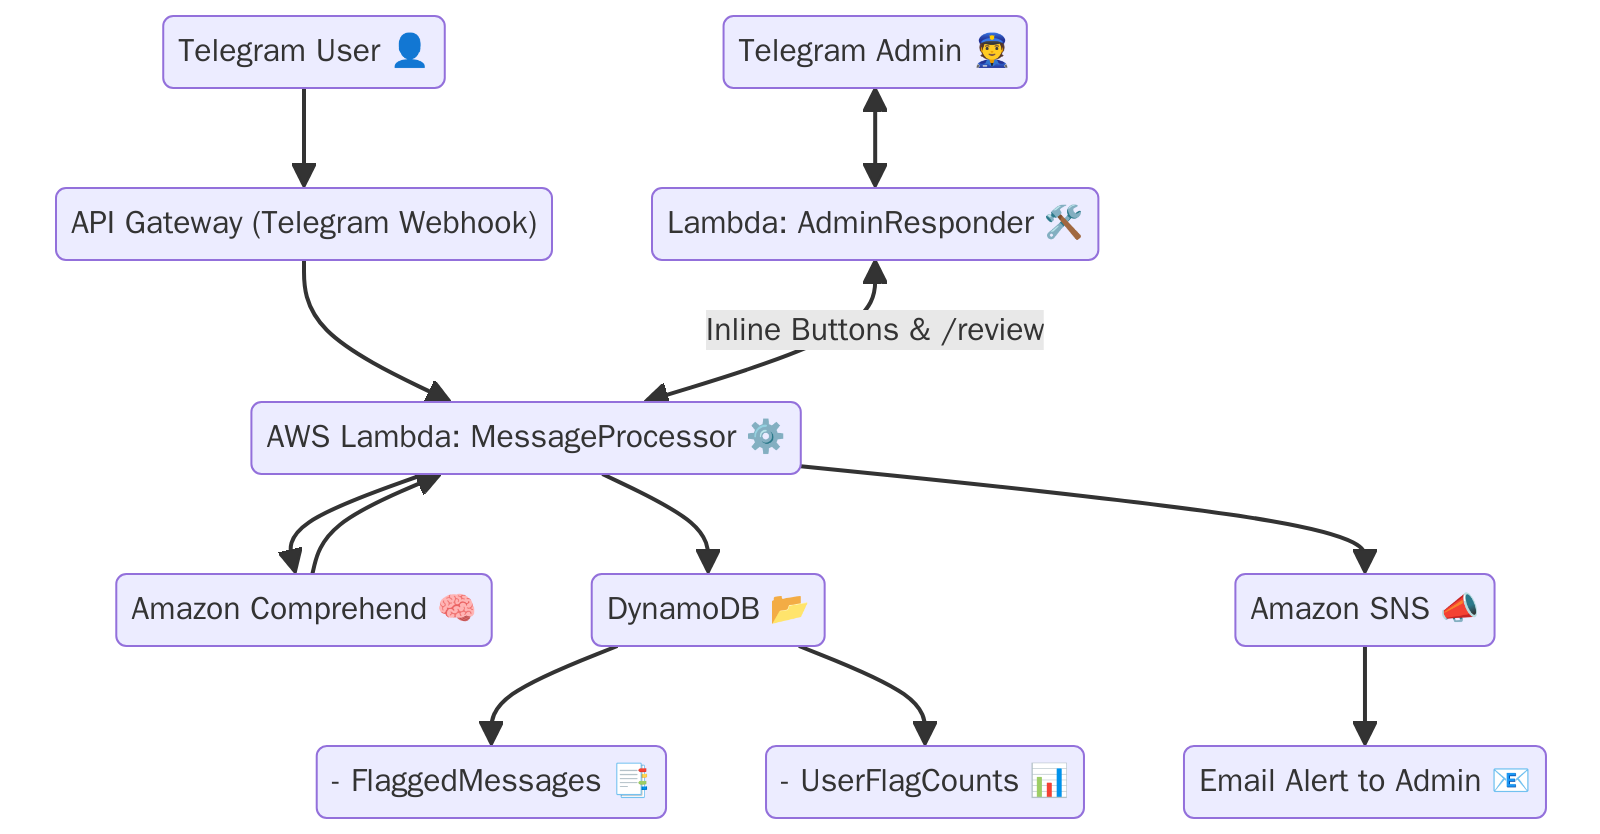 Telegram User 👤
Telegram Admin 👮
API Gateway (Telegram Webhook)
Lambda: AdminResponder 🛠️
Inline Buttons & /review
AWS Lambda: MessageProcessor ⚙️
Amazon Comprehend 🧠
DynamoDB 📂
Amazon SNS 📣
- FlaggedMessages 📑
- UserFlagCounts 📊
Email Alert to Admin 📧